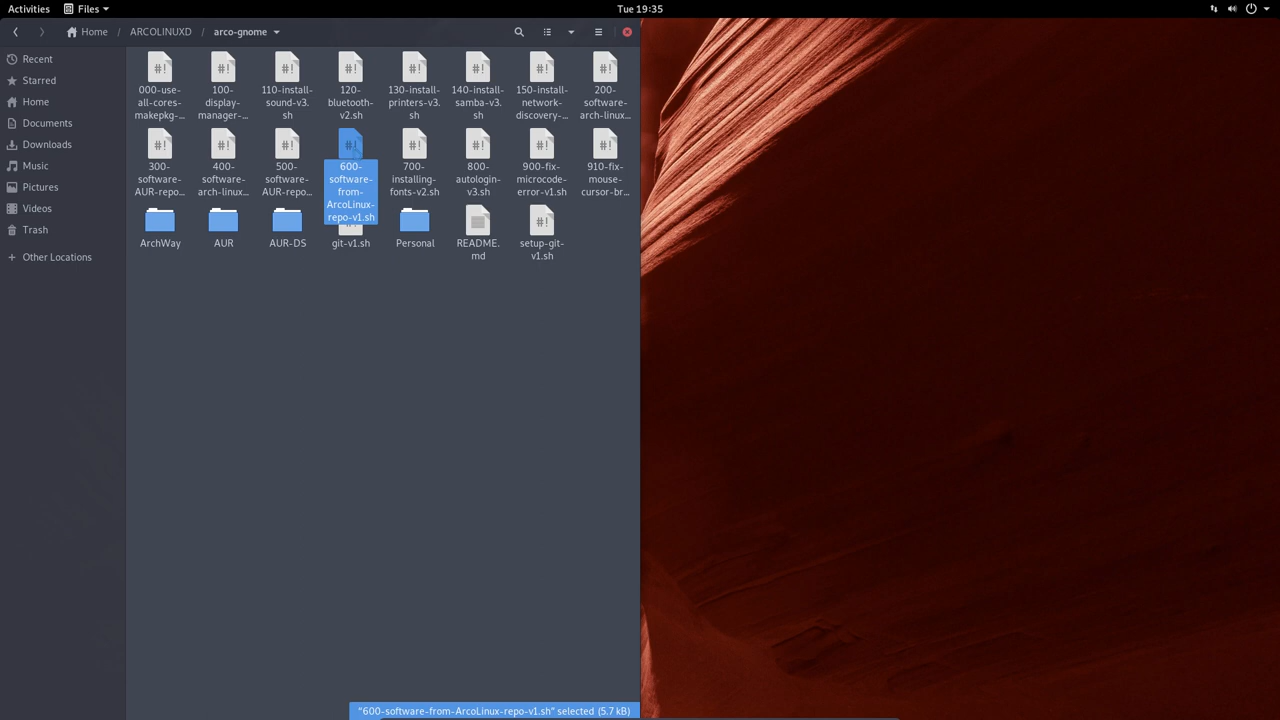 Activities Files Tue 19:35
Home / ARCOLINUXD / arco-gnome
Recent
Starred
Home
Documents
Downloads
Music
Pictures
Videos
Trash
+ Other Locations
#! #! #! #! #! #! #! #!
000-use- 100- 110-install- 120- 130-install- 140-install- 150-install- 200-
all-cores- display- sound-v3. bluetooth- printers-v3. samba-v3. network- software-
makepkg-... manager-... sh v2.sh sh sh discovery-... arch-linux...
#! #! #! #! #! #! #! #!
300- 400- 500- 600- 700- 800- 900-fix- 910-fix-
software- software- software- software- installing- autologin- microcode- mouse-
AUR-repo... arch-linux... AUR-repo... from- fonts-v2.sh v3.sh error-v1.sh cursor-br...
ArcoLinux-
repo-v1.sh
#! #!
ArchWay AUR AUR-DS git-v1.sh Personal README. setup-git-
md v1.sh
"600-software-from-ArcoLinux-repo-v1.sh" selected (5.7 kB)